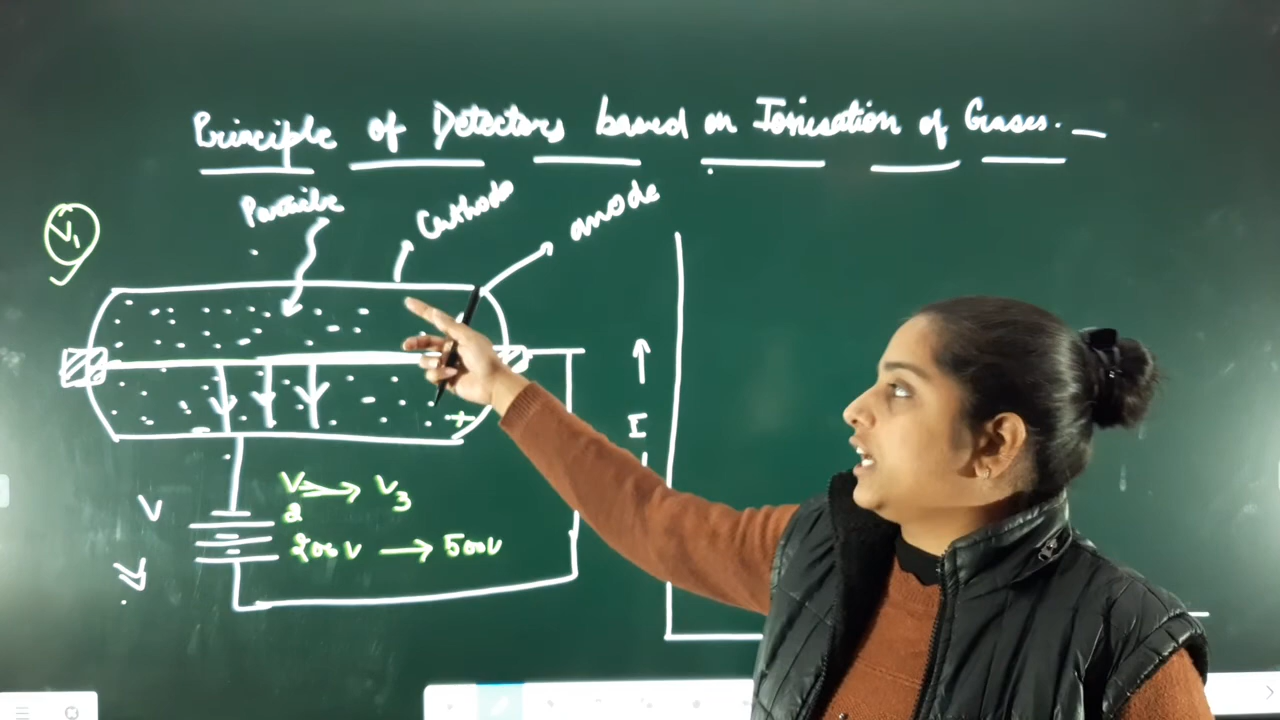 Principle of Detectors based on Ionisation of Gases.
Particle
Cathode
anode
V1
+
I
V
V2 → V3
200V → 500V